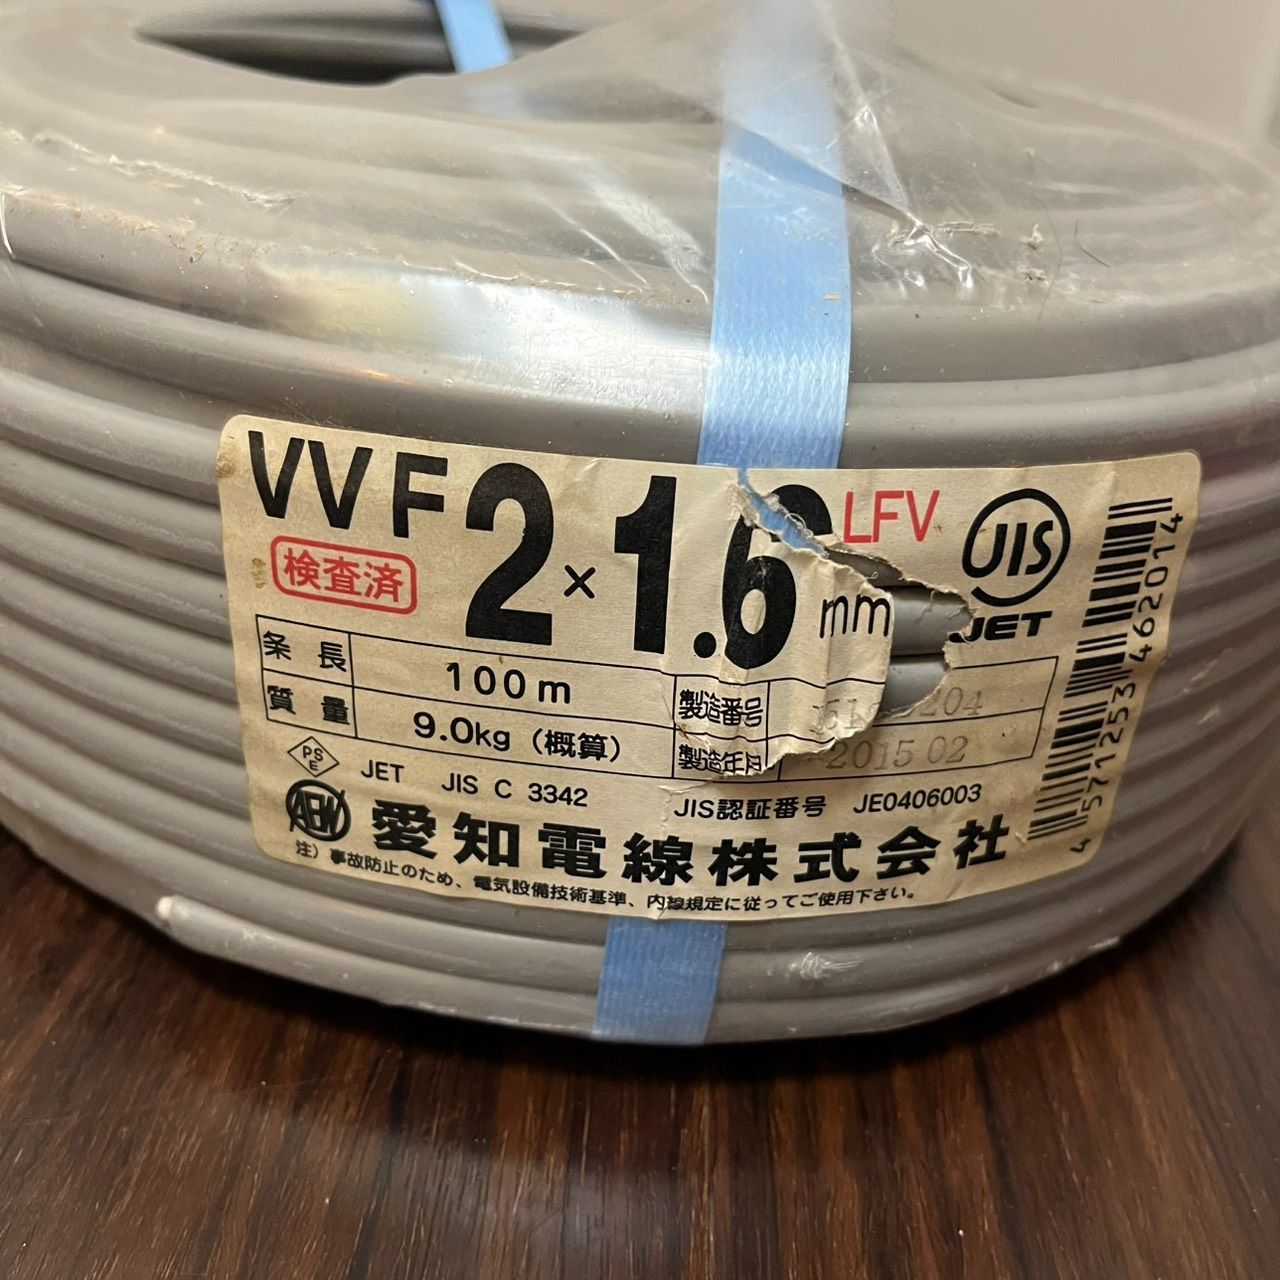 VVF 2×1.6 mm LFV
検査済
JIS
JET
条長 100m
質量 9.0kg(概算)
製造番号
製造年月 2015 02
PS
E
JET JIS C 3342
JIS認証番号 JE0406003
AEW 愛知電線株式会社
注)事故防止のため、電気設備技術基準、内線規定に従ってご使用下さい。
4571253462014